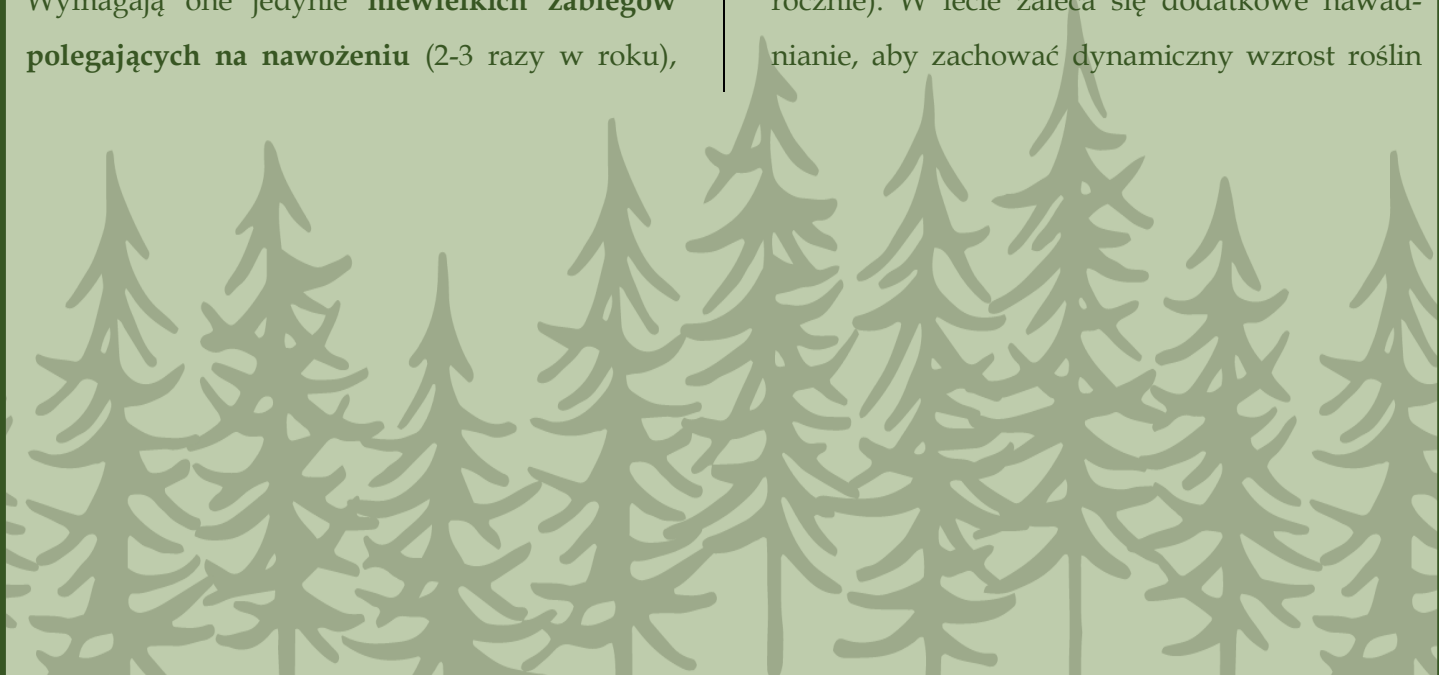 Wymagają one jedynie niewielkich zabiegów
polegających na nawożeniu (2-3 razy w roku),
rocznie). W lecie zaleca się dodatkowe nawad-
nianie, aby zachować dynamiczny wzrost roślin